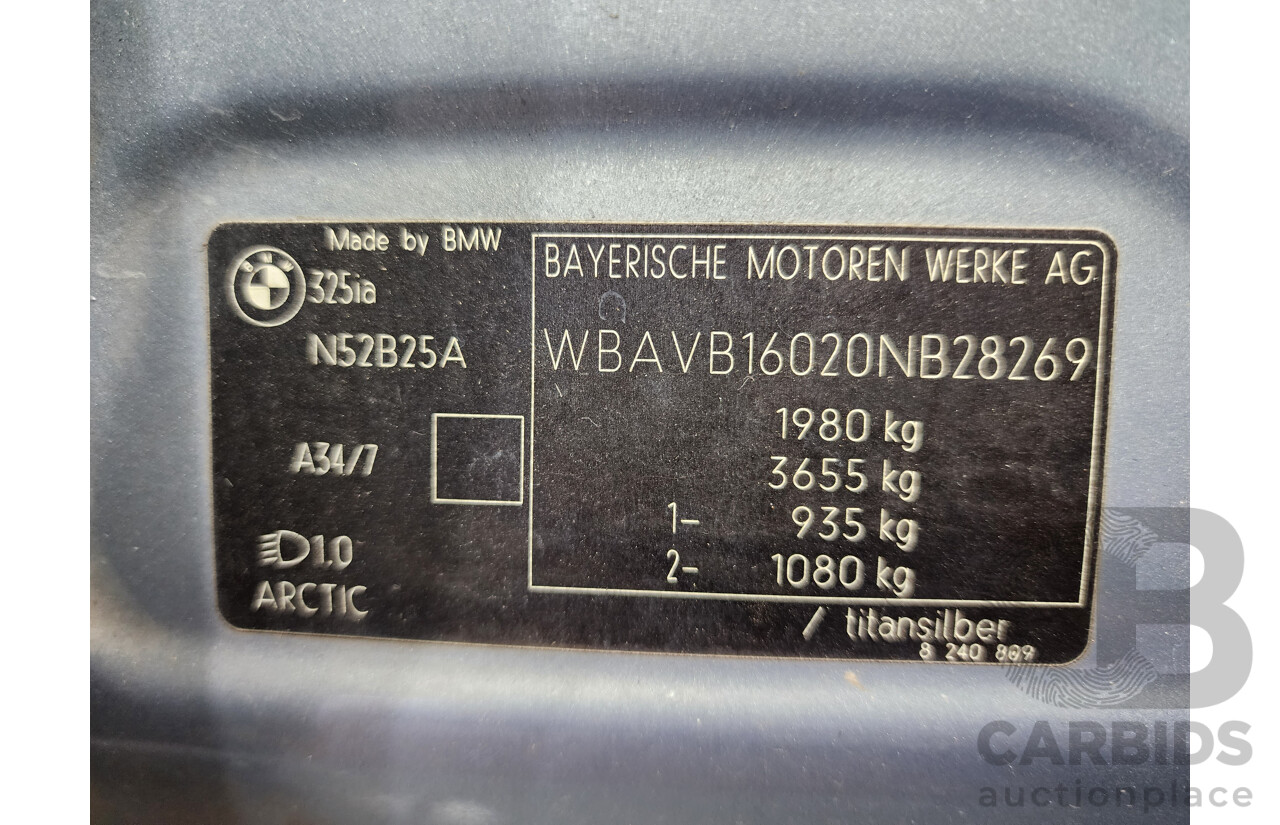 Made by BMW
BMW
325ia
N52B25A
A34/7
1.0
ARCTIC
BAYERISCHE MOTOREN WERKE AG
WBAVB16020NB28269
1980 kg
3655 kg
1- 935 kg
2- 1080 kg
/ titansilber
8 240 809
B
CARBIDS
auctionplace